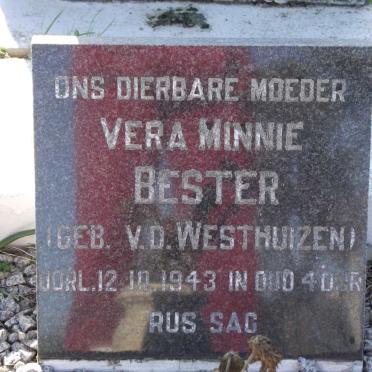 ONS DIERBARE MOEDER
VERA MINNIE
BESTER
(GEB. V.D. WESTHUIZEN)
OORL. 12.10.1943 IN OUD. 40 JR
RUS SAG